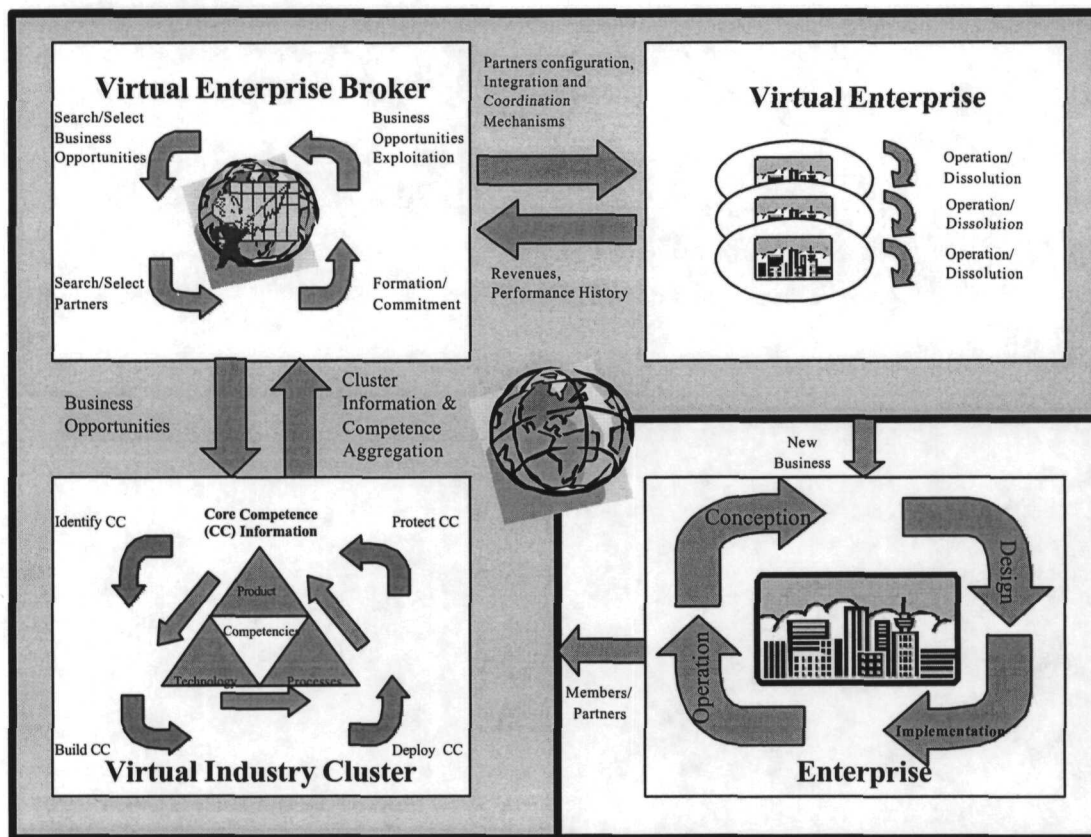 Virtual Enterprise Broker
Search/Select
Business
Opportunities
Business
Opportunities
Exploitation
Search/Select
Partners
Formation/
Commitment
Partners configuration,
Integration and
Coordination
Mechanisms
Revenues,
Performance History
Virtual Enterprise
Operation/
Dissolution
Operation/
Dissolution
Operation/
Dissolution
Business
Opportunities
Cluster
Information &
Competence
Aggregation
New
Business
Identify CC
Core Competence
(CC) Information
Protect CC
Product
Competencies
Technology
Processes
Build CC
Deploy CC
Virtual Industry Cluster
Members/
Partners
Conception
Design
Operation
Implementation
Enterprise